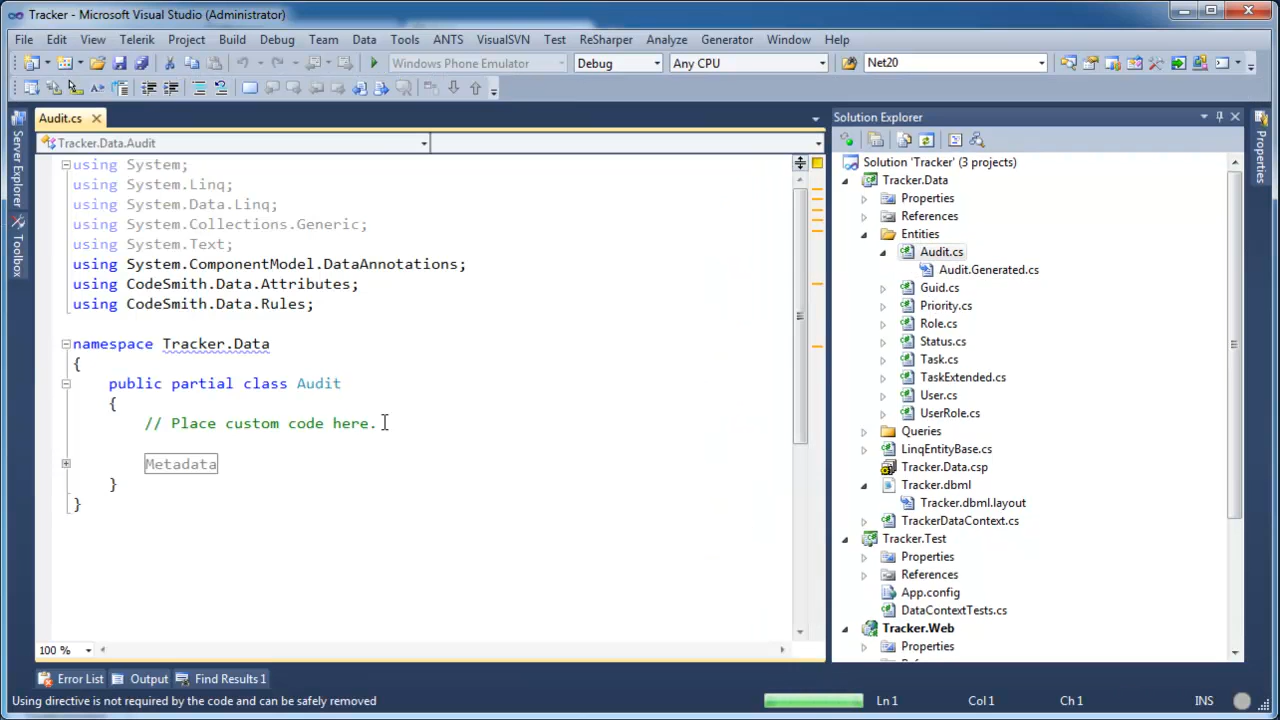 Tracker - Microsoft Visual Studio (Administrator)
File Edit View Telerik Project Build Debug Team Data Tools ANTS VisualSVN Test ReSharper Analyze Generator Window Help
Windows Phone Emulator Debug Any CPU Net20
Audit.cs
Tracker.Data.Audit
using System;
using System.Linq;
using System.Data.Linq;
using System.Collections.Generic;
using System.Text;
using System.ComponentModel.DataAnnotations;
using CodeSmith.Data.Attributes;
using CodeSmith.Data.Rules;
namespace Tracker.Data
{
public partial class Audit
{
// Place custom code here.
Metadata
}
}
100 %
Server Explorer
Toolbox
Solution Explorer
Solution 'Tracker' (3 projects)
Tracker.Data
Properties
References
Entities
Audit.cs
Audit.Generated.cs
Guid.cs
Priority.cs
Role.cs
Status.cs
Task.cs
TaskExtended.cs
User.cs
UserRole.cs
Queries
LinqEntityBase.cs
Tracker.Data.csp
Tracker.dbml
Tracker.dbml.layout
TrackerDataContext.cs
Tracker.Test
Properties
References
App.config
DataContextTests.cs
Tracker.Web
Properties
Properties
Error List Output Find Results 1
Using directive is not required by the code and can be safely removed Ln 1 Col 1 Ch 1 INS